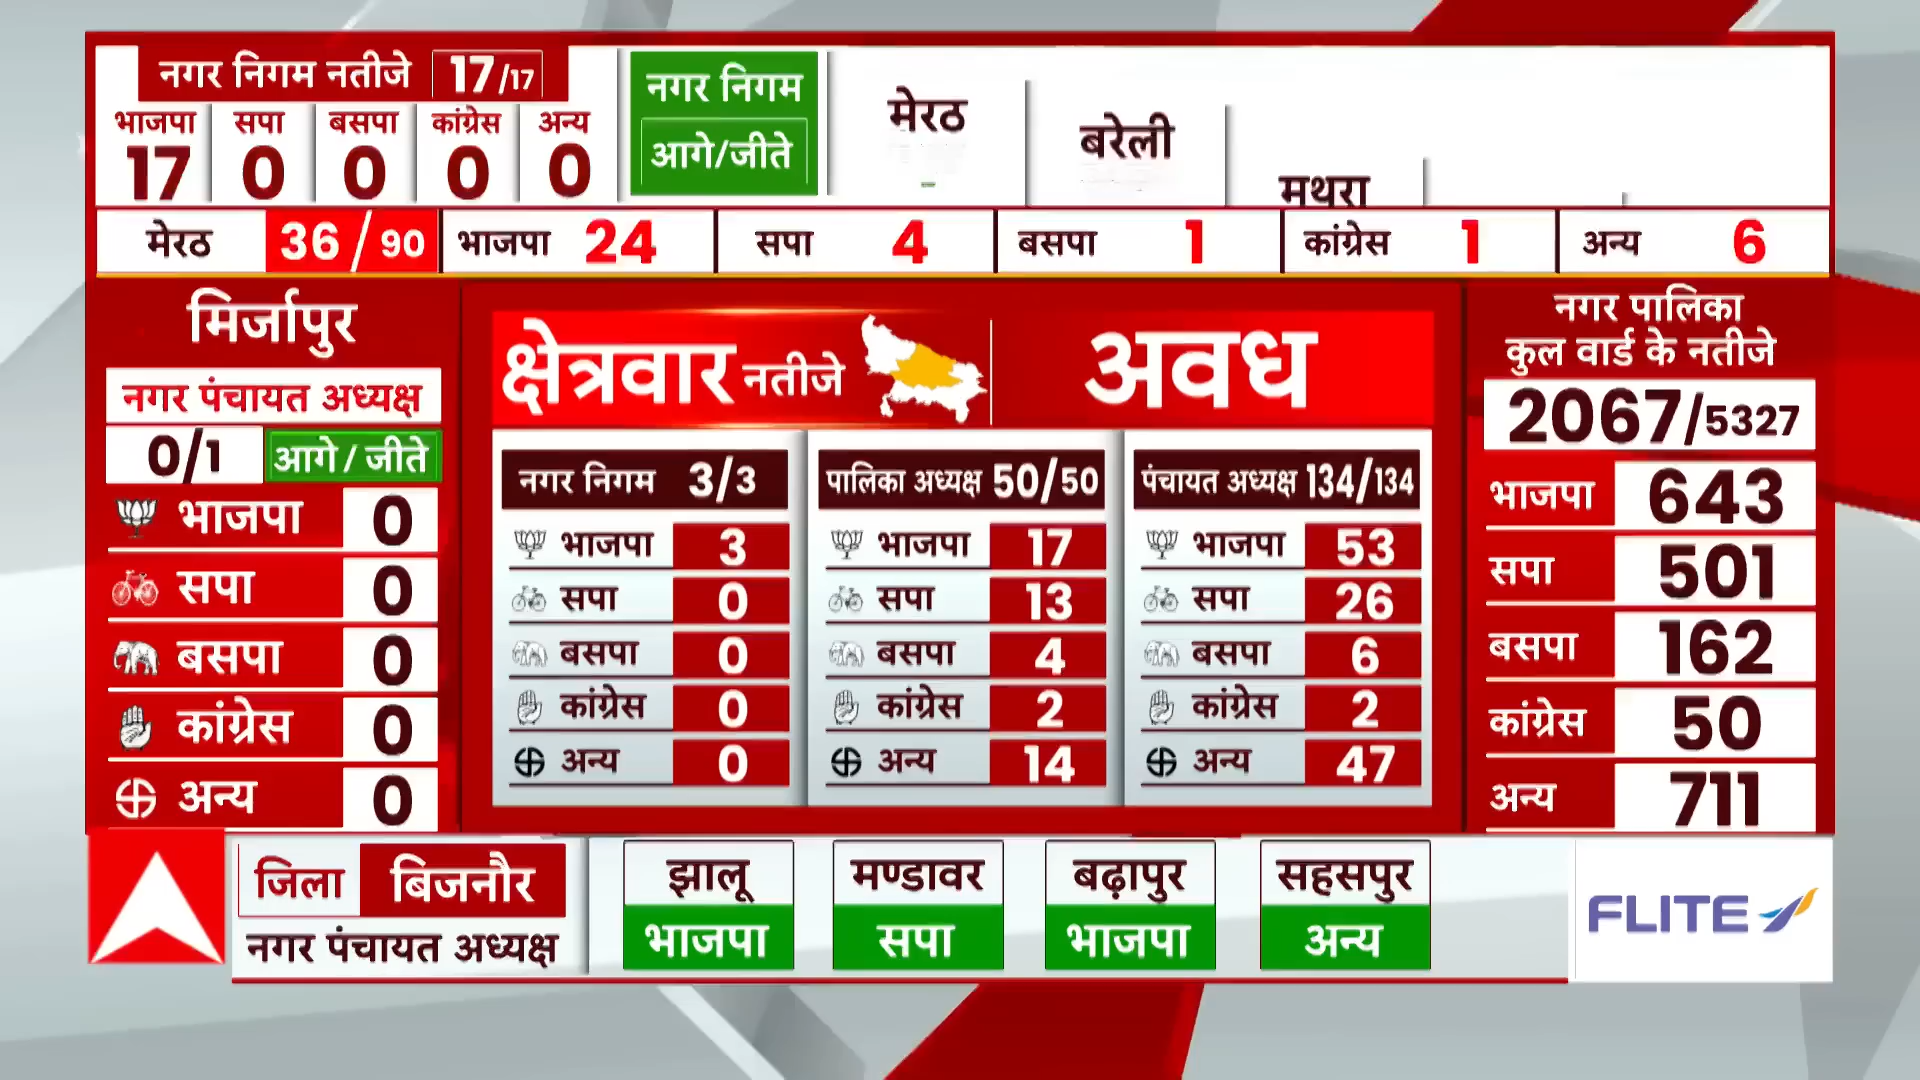 नगर निगम नतीजे 17/17
भाजपा सपा बसपा कांग्रेस अन्य
17 0 0 0 0
नगर निगम
आगे/जीते
मेरठ
बरेली
मथुरा
मेरठ 36/90 भाजपा 24 सपा 4 बसपा 1 कांग्रेस 1 अन्य 6
मिर्जापुर
नगर पंचायत अध्यक्ष
0/1 आगे/जीते
भाजपा 0
सपा 0
बसपा 0
कांग्रेस 0
अन्य 0
क्षेत्रवार नतीजे अवध
नगर निगम 3/3
भाजपा 3
सपा 0
बसपा 0
कांग्रेस 0
अन्य 0
पालिका अध्यक्ष 50/50
भाजपा 17
सपा 13
बसपा 4
कांग्रेस 2
अन्य 14
पंचायत अध्यक्ष 134/134
भाजपा 53
सपा 26
बसपा 6
कांग्रेस 2
अन्य 47
नगर पालिका
कुल वार्ड के नतीजे
2067/5327
भाजपा 643
सपा 501
बसपा 162
कांग्रेस 50
अन्य 711
जिला बिजनौर
नगर पंचायत अध्यक्ष
झालू
भाजपा
मण्डावर
सपा
बढ़ापुर
भाजपा
सहसपुर
अन्य
FLITE